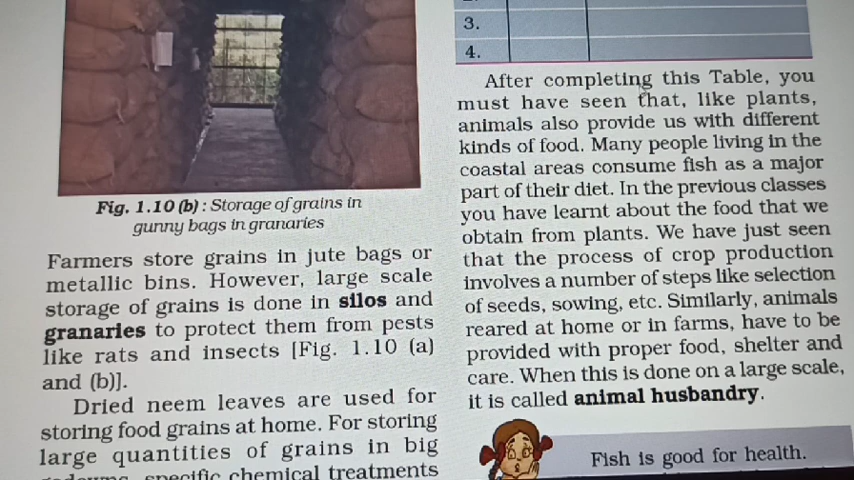 Fig. 1.10 (b) : Storage of grains in
gunny bags in granaries
Farmers store grains in jute bags or
metallic bins. However, large scale
storage of grains is done in silos and
granaries to protect them from pests
like rats and insects [Fig. 1.10 (a)
and (b)].
Dried neem leaves are used for
storing food grains at home. For storing
large quantities of grains in big
specific chemical treatments
3.
4.
After completing this Table, you
must have seen that, like plants,
animals also provide us with different
kinds of food. Many people living in the
coastal areas consume fish as a major
part of their diet. In the previous classes
you have learnt about the food that we
obtain from plants. We have just seen
that the process of crop production
involves a number of steps like selection
of seeds, sowing, etc. Similarly, animals
reared at home or in farms, have to be
provided with proper food, shelter and
care. When this is done on a large scale,
it is called animal husbandry.
Fish is good for health.